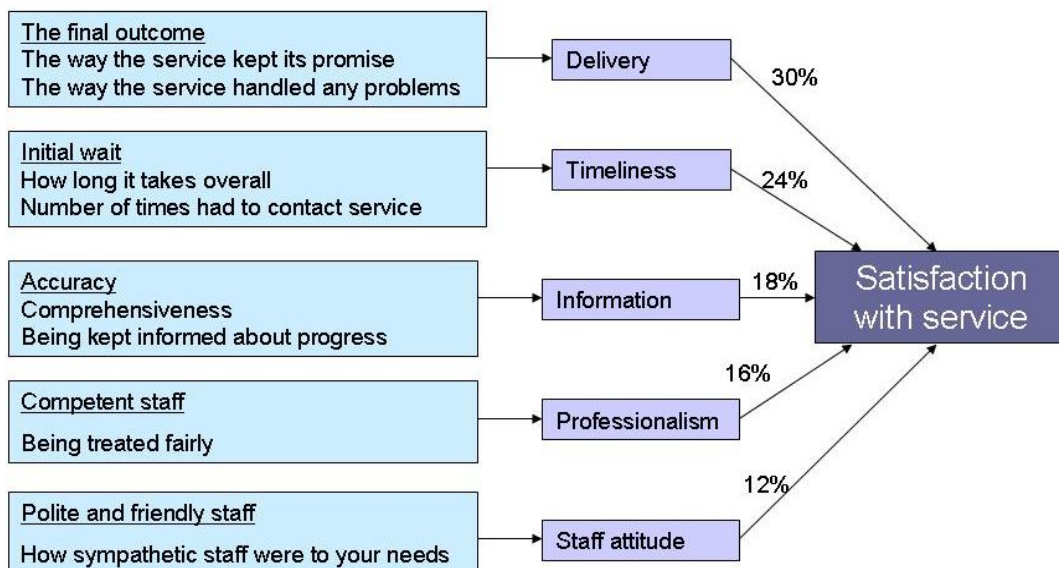 The final outcome
The way the service kept its promise
The way the service handled any problems
Delivery
30%
Initial wait
How long it takes overall
Number of times had to contact service
Timeliness
24%
Accuracy
Comprehensiveness
Being kept informed about progress
Information
18%
Satisfaction
with service
Competent staff
Being treated fairly
Professionalism
16%
Polite and friendly staff
How sympathetic staff were to your needs
Staff attitude
12%